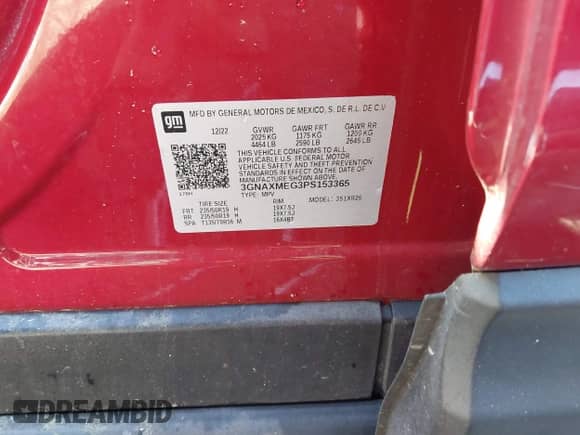 gm
MFD BY GENERAL MOTORS DE MEXICO, S. DE R.L. DE C.V
12/22 GVWR GAWR FRT GAWR RR
2025 KG 1175 KG 1200 KG
4464 LB 2590 LB 2645 LB
THIS VEHICLE CONFORMS TO ALL
APPLICABLE U.S. FEDERAL MOTOR
VEHICLE SAFETY AND THEFT PREVENTION
STANDARDS IN EFFECT ON THE DATE OF
MANUFACTURE SHOWN ABOVE.
3GNAXMEG3PS153365
TYPE: MPV MODEL: 351XR26
TIRE SIZE RIM
FRT 235/50R19 H 19X7.5J
RR 235/50R19 H 19X7.5J
SPA T135/70R16 M 16X4BT
DREAMBID